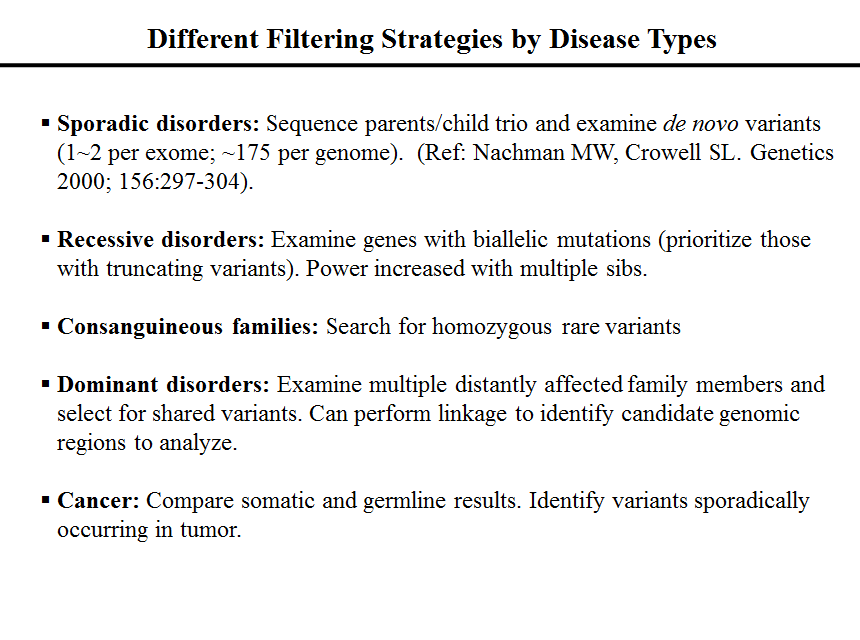 Different Filtering Strategies by Disease Types
▪ Sporadic disorders: Sequence parents/child trio and examine de novo variants
(1~2 per exome; ~175 per genome).  (Ref: Nachman MW, Crowell SL. Genetics
2000; 156:297-304).
▪ Recessive disorders: Examine genes with biallelic mutations (prioritize those
with truncating variants). Power increased with multiple sibs.
▪ Consanguineous families: Search for homozygous rare variants
▪ Dominant disorders: Examine multiple distantly affected family members and
select for shared variants. Can perform linkage to identify candidate genomic
regions to analyze.
▪ Cancer: Compare somatic and germline results. Identify variants sporadically
occurring in tumor.